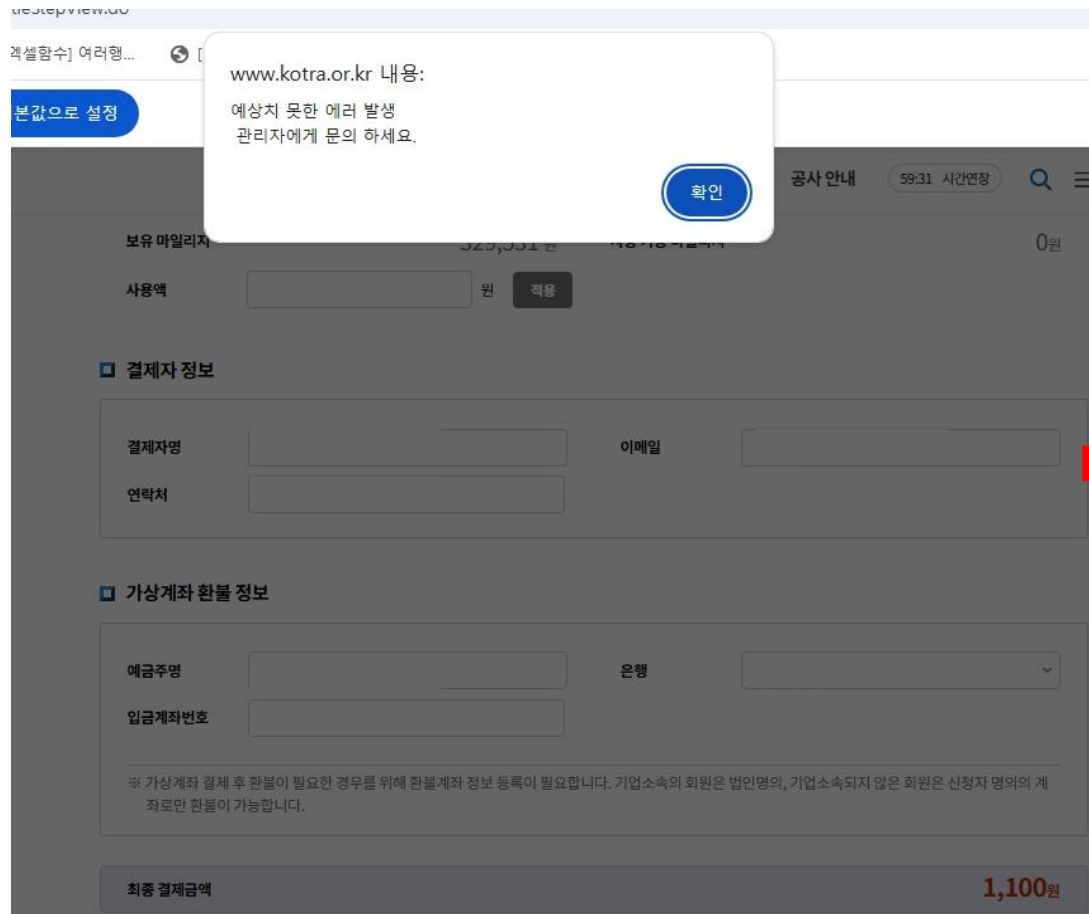 엑셀함수] 여러행...
[
www.kotra.or.kr 내용:
예상치 못한 에러 발생
관리자에게 문의 하세요.
확인
본값으로 설정
공사 안내
59:31 시간연장
보유 마일리지
원
0원
사용액
원
적용
결제자 정보
결제자명
이메일
연락처
가상계좌 환불 정보
예금주명
은행
입금계좌번호
※ 가상계좌 결제 후 환불이 필요한 경우를 위해 환불계좌 정보 등록이 필요합니다. 기업소속의 회원은 법인명의, 기업소속되지 않은 회원은 신청자 명의의 계
좌로만 환불이 가능합니다.
최종 결제금액
1,100원